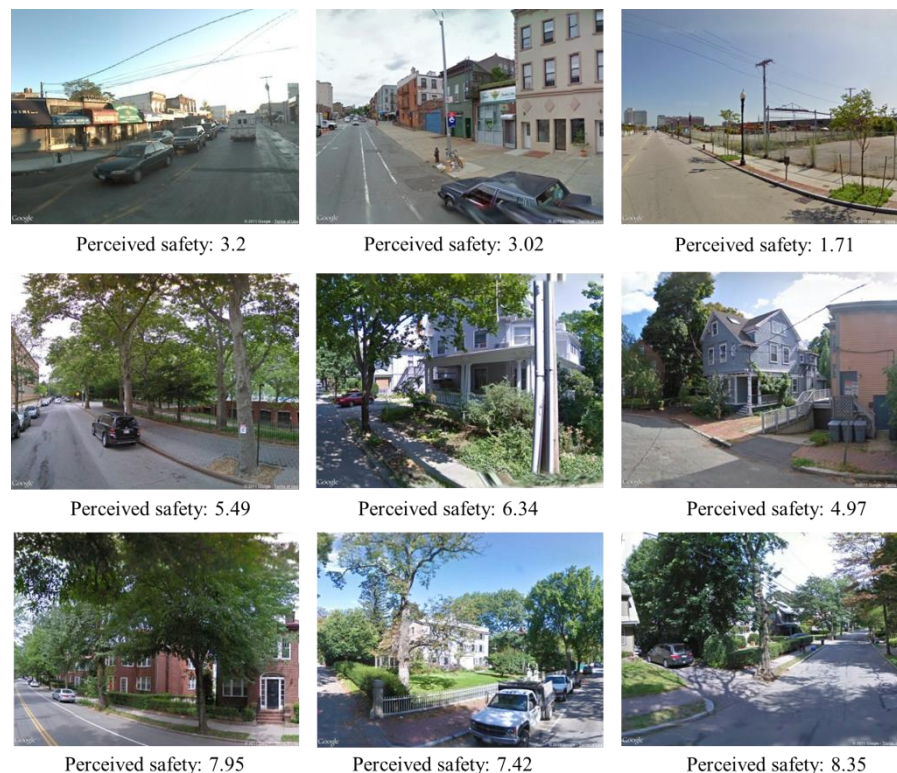 Perceived safety: 3.2
Perceived safety: 3.02
Perceived safety: 1.71
Perceived safety: 5.49
Perceived safety: 6.34
Perceived safety: 4.97
Perceived safety: 7.95
Perceived safety: 7.42
Perceived safety: 8.35